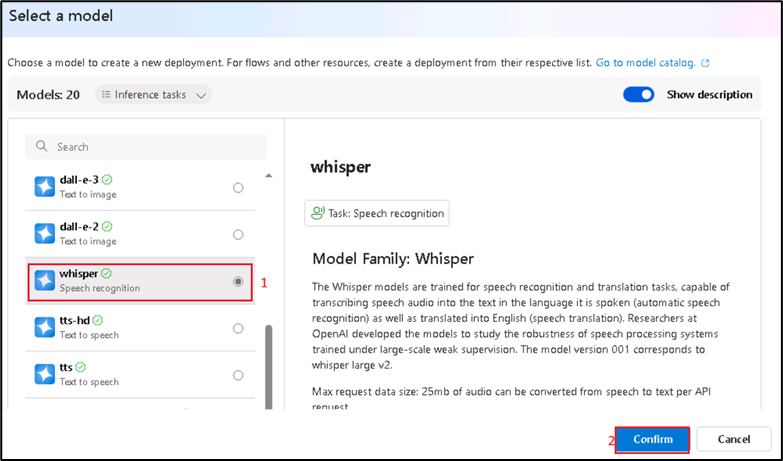 Select a model
Choose a model to create a new deployment. For flows and other resources, create a deployment from their respective list. Go to model catalog.
Models: 20
Inference tasks
Show description
Search
dall-e-3
Text to image
dall-e-2
Text to image
whisper
Speech recognition
1
tts-hd
Text to speech
tts
Text to speech
whisper
Task: Speech recognition
Model Family: Whisper
The Whisper models are trained for speech recognition and translation tasks, capable of
transcribing speech audio into the text in the language it is spoken (automatic speech
recognition) as well as translated into English (speech translation). Researchers at
OpenAI developed the models to study the robustness of speech processing systems
trained under large-scale weak supervision. The model version 001 corresponds to
whisper large v2.
Max request data size: 25mb of audio can be converted from speech to text per API
request
2
Confirm
Cancel